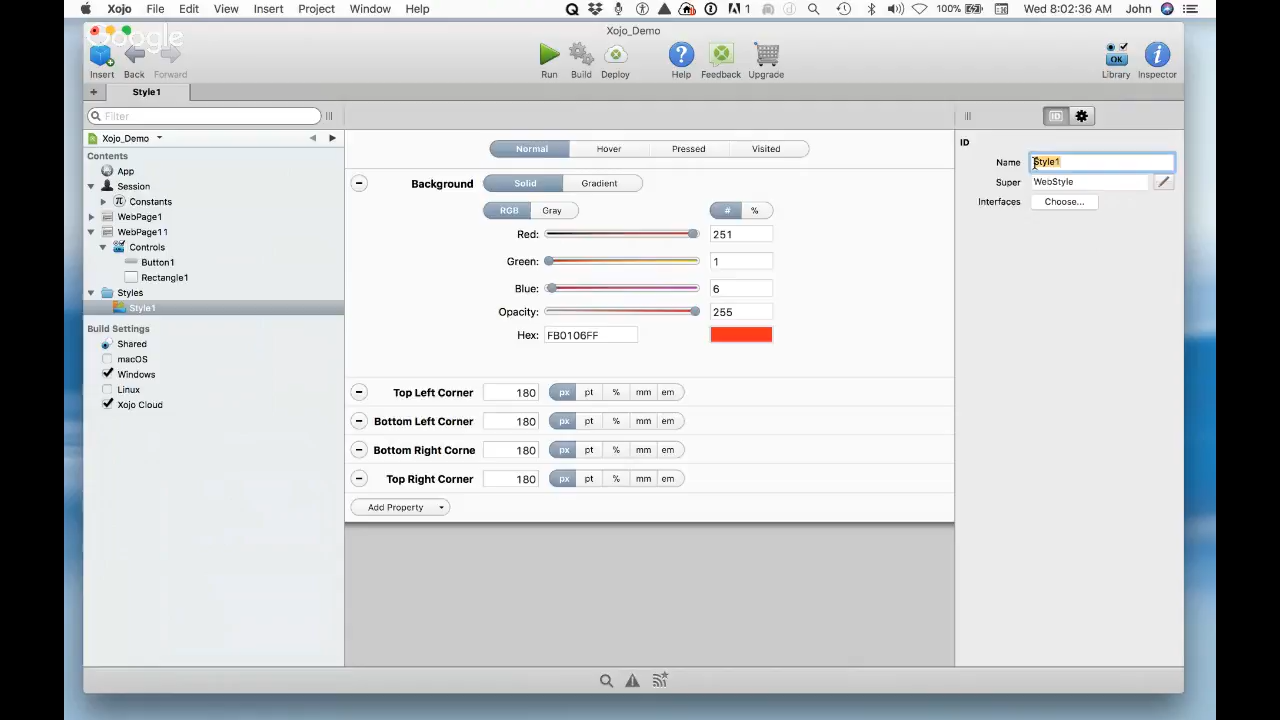 Xojo File Edit View Insert Project Window Help 1 100% Wed 8:02:36 AM John
Google
Xojo_Demo
Insert Back Forward Run Build Deploy Help Feedback Upgrade OK Library Inspector
+ Style1
Filter
ID
Xojo_Demo
Contents
App
Session
Constants
WebPage1
WebPage11
Controls
Button1
Rectangle1
Styles
Style1
Build Settings
Shared
macOS
Windows
Linux
Xojo Cloud
Normal Hover Pressed Visited
Background Solid Gradient
RGB Gray # %
Red: 251
Green: 1
Blue: 6
Opacity: 255
Hex: FB0106FF
Top Left Corner 180 px pt % mm em
Bottom Left Corner 180 px pt % mm em
Bottom Right Corne 180 px pt % mm em
Top Right Corner 180 px pt % mm em
Add Property
ID
Name Style1
Super WebStyle
Interfaces Choose...